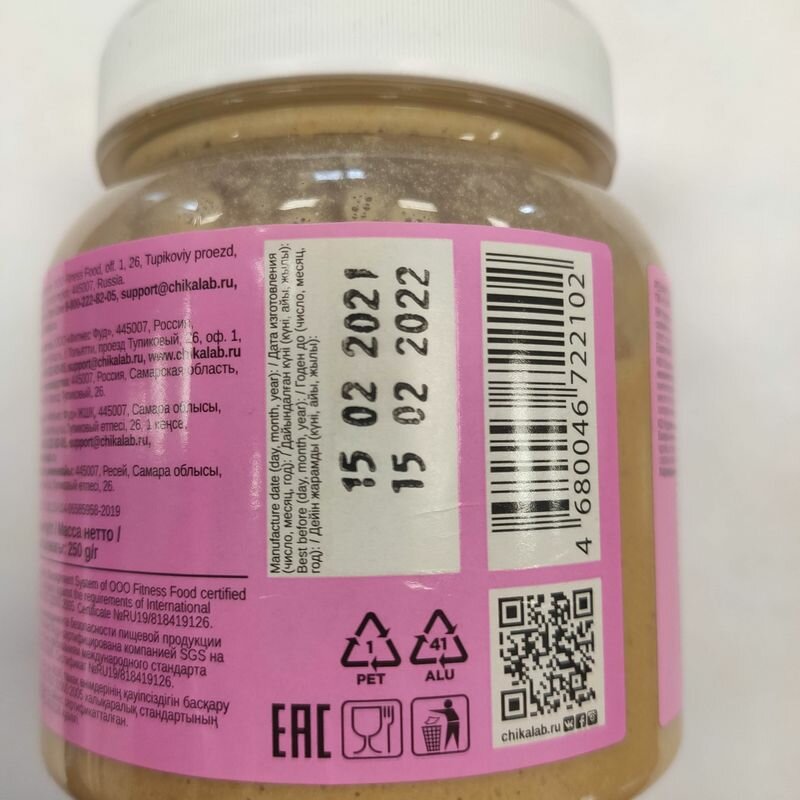 Fitness Food, off. 1, 26, Tupikoviy proezd,
445007, Russia.
8-800-222-82-05, support@chikalab.ru,
ООО «Фитнес Фуд», 445007, Россия,
Тольятти, проезд Тупиковый, 26, оф. 1,
support@chikalab.ru, www.chikalab.ru
445007, Россия, Самарская область,
Тупиковый, 26.
Фуд» ЖШҚ, 445007, Самара облысы,
Тупиковый өтпесі, 26, 1 кеңсе,
support@chikalab.ru,
445007, Ресей, Самара облысы,
өтпесі, 26.
Масса нетто /
250 g/г
System of OOO Fitness Food certified
the requirements of International
Certificate №RU19/818419126.
безопасности пищевой продукции
сертифицирована компанией SGS на
международного стандарта
№RU19/818419126.
өнімерінің қауіпсіздігін басқару
халықаралық стандартының
сертификатталған.
Manufacture date (day, month, year): / Дата изготовления
(число, месяц, год): / Дайындалған күні (күні, айы, жылы):
Best before (day, month, year): / Годен до (число, месяц,
год): / Дейін жарамды (күні, айы, жылы):
15 02 2021
15 02 2022
4 680046 722102
1
PET
41
ALU
EAC
chikalab.ru